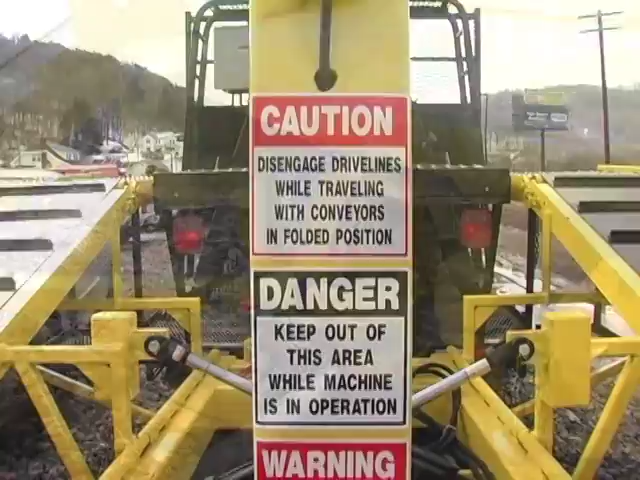 CAUTION
DISENGAGE DRIVELINES
WHILE TRAVELING
WITH CONVEYORS
IN FOLDED POSITION
DANGER
KEEP OUT OF
THIS AREA
WHILE MACHINE
IS IN OPERATION
WARNING